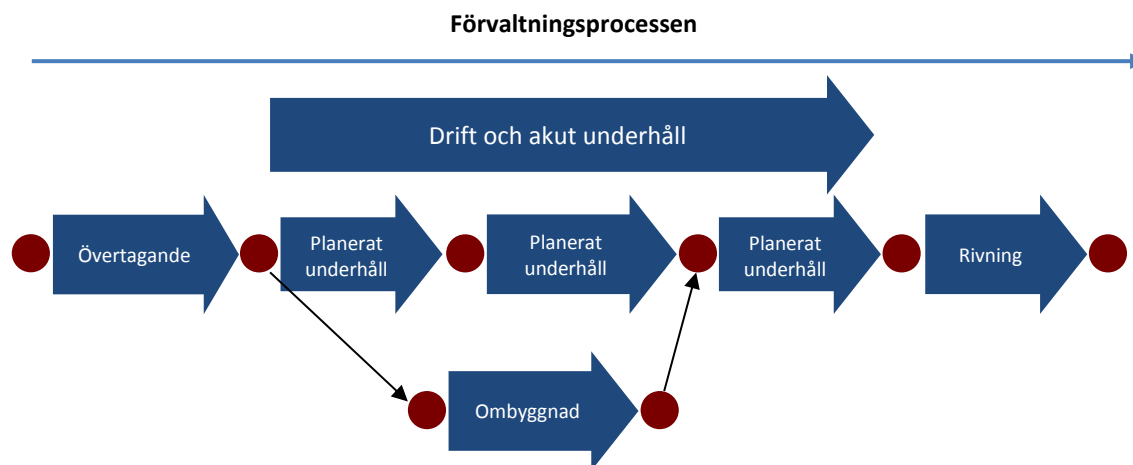 Förvaltningsprocessen
Drift och akut underhåll
Övertagande
Planerat
underhåll
Planerat
underhåll
Planerat
underhåll
Rivning
Ombyggnad